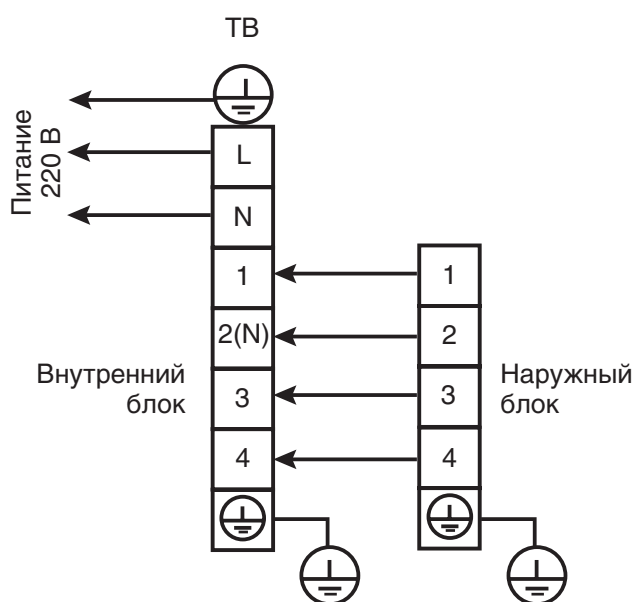 ТВ
Питание
220 В
L
N
1
1
2(N)
2
Внутренний
блок
3
3
Наружный
блок
4
4